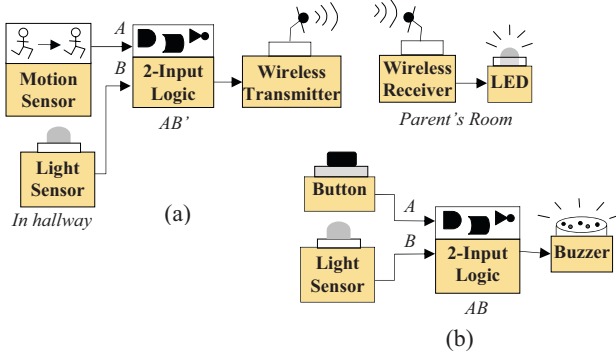 A
B
Motion
Sensor
2-Input
Logic
AB’
Wireless
Transmitter
Wireless
Receiver
LED
Parent’s Room
Light
Sensor
In hallway
(a)
Button
A
B
Light
Sensor
2-Input
Logic
AB
Buzzer
(b)